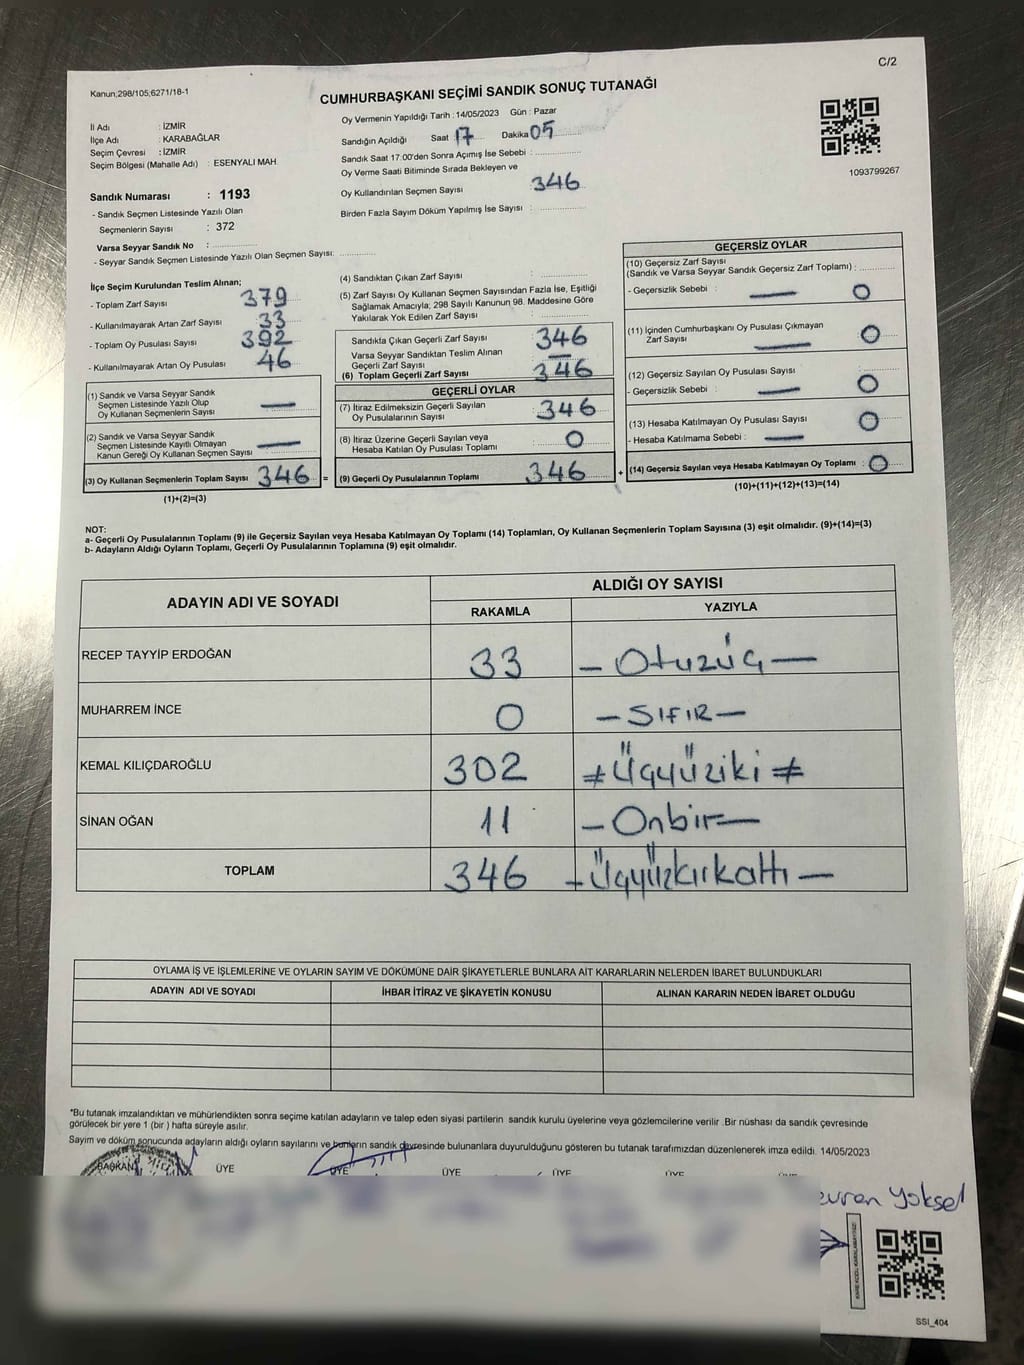 C/2
Kanun;298/105;6271/18-1
CUMHURBAŞKANI SEÇİMİ SANDIK SONUÇ TUTANAĞI
İl Adı : İZMİR
İlçe Adı : KARABAĞLAR
Seçim Çevresi : İZMİR
Seçim Bölgesi (Mahalle Adı) : ESENYALI MAH
Oy Vermenin Yapıldığı Tarih : 14/05/2023 Gün : Pazar
Sandığın Açıldığı Saat 17 Dakika 05
Sandık Saat 17:00'den Sonra Açımış İse Sebebi :
Oy Verme Saati Bitiminde Sırada Bekleyen ve
Oy Kullandırılan Seçmen Sayısı 346
Birden Fazla Sayım Döküm Yapılmış İse Sayısı :
1093799267
Sandık Numarası : 1193
- Sandık Seçmen Listesinde Yazılı Olan
Seçmenlerin Sayısı : 372
Varsa Seyyar Sandık No :
- Seyyar Sandık Seçmen Listesinde Yazılı Olan Seçmen Sayısı:
İlçe Seçim Kurulundan Teslim Alınan;
- Toplam Zarf Sayısı 379
- Kullanılmayarak Artan Zarf Sayısı 33
- Toplam Oy Pusulası Sayısı 392
- Kullanılmayarak Artan Oy Pusulası 46
(1) Sandık ve Varsa Seyyar Sandık
Seçmen Listesinde Yazılı Olup
Oy Kullanan Seçmenlerin Sayısı —
(2) Sandık ve Varsa Seyyar Sandık
Seçmen Listesinde Kayıtlı Olmayan
Kanun Gereği Oy Kullanan Seçmen Sayısı —
(3) Oy Kullanan Seçmenlerin Toplam Sayısı 346 =
(1)+(2)=(3)
(4) Sandıktan Çıkan Zarf Sayısı :
(5) Zarf Sayısı Oy Kullanan Seçmen Sayısından Fazla İse, Eşitliği
Sağlamak Amacıyla; 298 Sayılı Kanunun 98. Maddesine Göre
Yakılarak Yok Edilen Zarf Sayısı :
Sandıkta Çıkan Geçerli Zarf Sayısı : 346
Varsa Seyyar Sandıktan Teslim Alınan
Geçerli Zarf Sayısı : —
(6) Toplam Geçerli Zarf Sayısı : 346
GEÇERLİ OYLAR
(7) İtiraz Edilmeksizin Geçerli Sayılan
Oy Pusulalarının Sayısı : 346
(8) İtiraz Üzerine Geçerli Sayılan veya
Hesaba Katılan Oy Pusulası Toplamı : 0
(9) Geçerli Oy Pusulalarının Toplamı : 346 +
GEÇERSİZ OYLAR
(10) Geçersiz Zarf Sayısı
(Sandık ve Varsa Seyyar Sandık Geçersiz Zarf Toplamı) :
- Geçersizlik Sebebi : — 0
(11) İçinden Cumhurbaşkanı Oy Pusulası Çıkmayan
Zarf Sayısı — 0
(12) Geçersiz Sayılan Oy Pusulası Sayısı
- Geçersizlik Sebebi : — 0
(13) Hesaba Katılmayan Oy Pusulası Sayısı : 0
- Hesaba Katılmama Sebebi : —
(14) Geçersiz Sayılan veya Hesaba Katılmayan Oy Toplamı : 0
(10)+(11)+(12)+(13)=(14)
NOT:
a- Geçerli Oy Pusulalarının Toplamı (9) ile Geçersiz Sayılan veya Hesaba Katılmayan Oy Toplamı (14) Toplamları, Oy Kullanan Seçmenlerin Toplam Sayısına (3) eşit olmalıdır. (9)+(14)=(3)
b- Adayların Aldığı Oyların Toplamı, Geçerli Oy Pusulalarının Toplamına (9) eşit olmalıdır.
ADAYIN ADI VE SOYADI ALDIĞI OY SAYISI
RAKAMLA YAZIYLA
RECEP TAYYIP ERDOĞAN 33 — Otuzüç —
MUHARREM İNCE 0 — SIFIR —
KEMAL KILIÇDAROĞLU 302 ≠ Üçyüziki ≠
SİNAN OĞAN 11 — Onbir —
TOPLAM 346 — Üçyüzkırkaltı —
OYLAMA İŞ VE İŞLEMLERİNE VE OYLARIN SAYIM VE DÖKÜMÜNE DAİR ŞİKAYETLERLE BUNLARA AİT KARARLARIN NELERDEN İBARET BULUNDUKLARI
ADAYIN ADI VE SOYADI İHBAR İTİRAZ VE ŞİKAYETİN KONUSU ALINAN KARARIN NEDEN İBARET OLDUĞU
*Bu tutanak imzalandıktan ve mühürlendikten sonra seçime katılan adayların ve talep eden siyasi partilerin sandık kurulu üyelerine veya gözlemcilerine verilir .Bir nüshası da sandık çevresinde
görülecek bir yere 1 (bir ) hafta süreyle asılır.
Sayım ve döküm sonucunda adayların aldığı oyların sayılarını ve bunların sandık çevresinde bulunanlara duyurulduğunu gösteren bu tutanak tarafımızdan düzenlenerek imza edildi. 14/05/2023
BAŞKAN ÜYE ÜYE ÜYE ÜYE
Yüksel
SSI_404